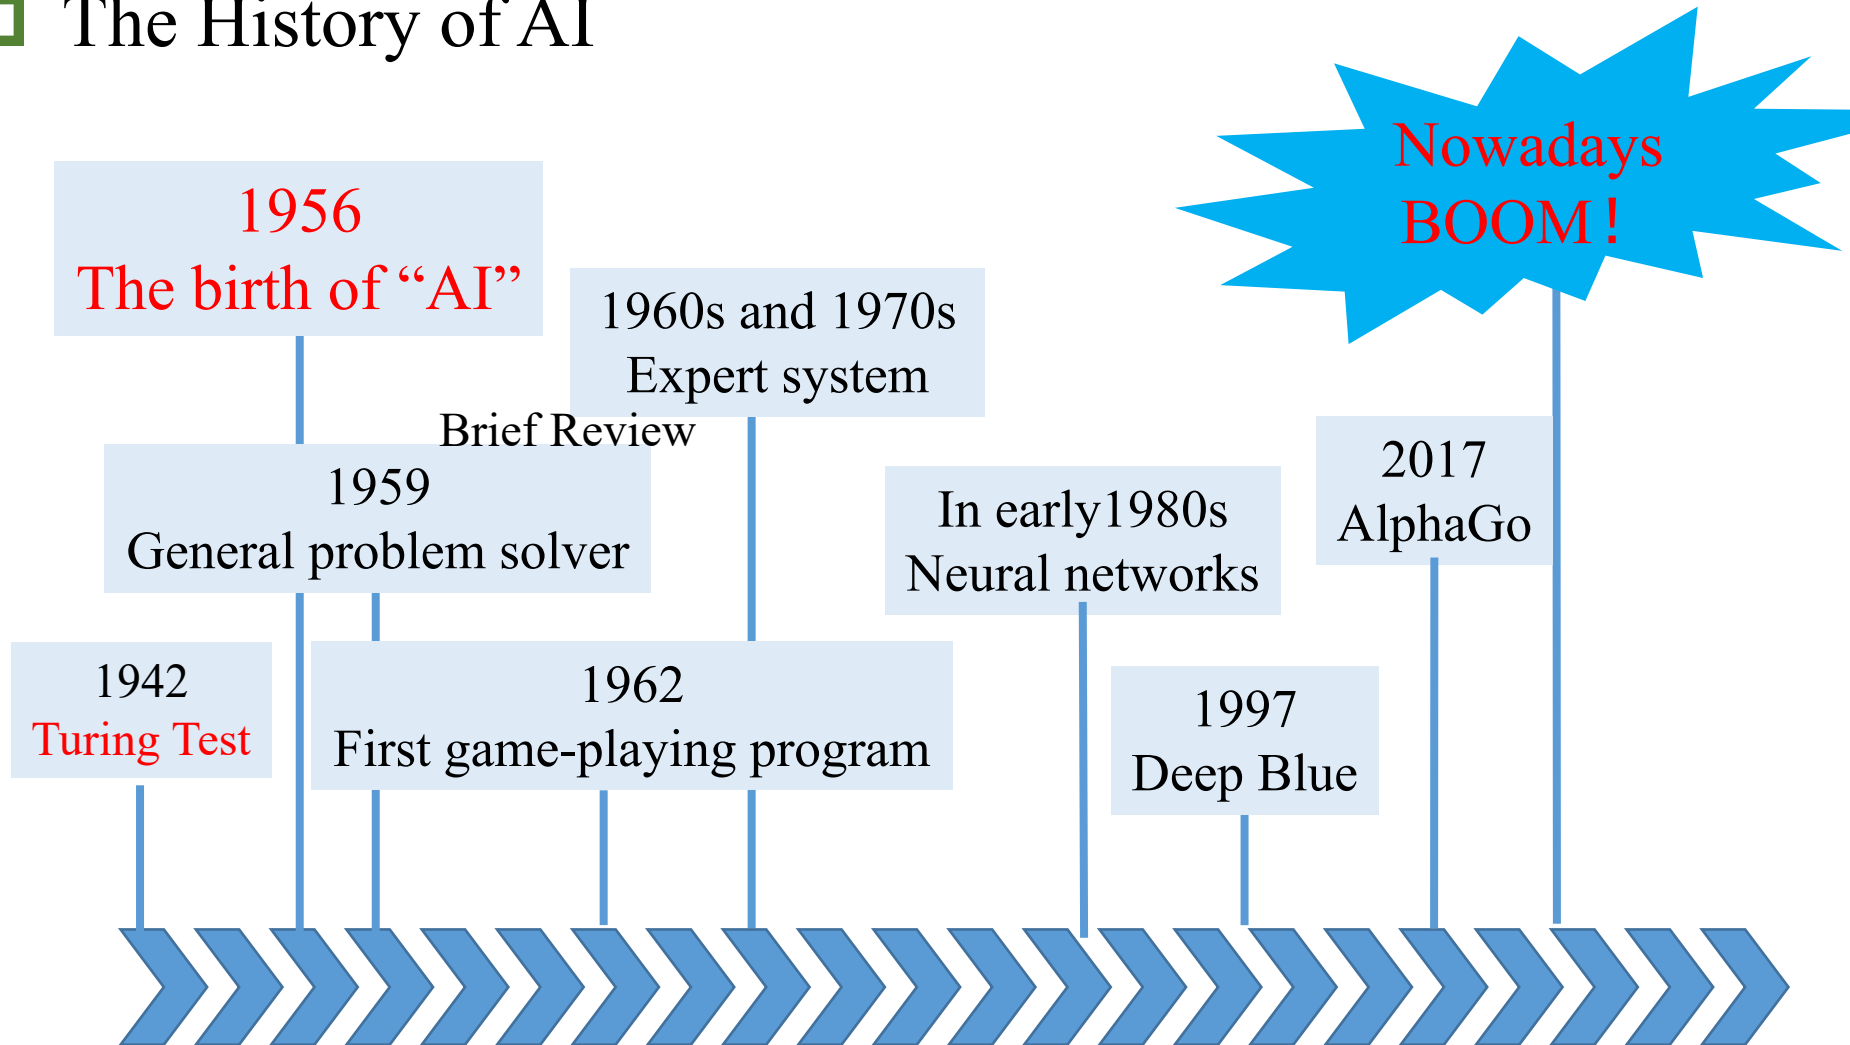 The History of AI
Nowadays
BOOM！
1956
The birth of “AI”
1960s and 1970s
Expert system
Brief Review
1959
General problem solver
2017
AlphaGo
In early1980s
Neural networks
1942
Turing Test
1962
First game-playing program
1997
Deep Blue